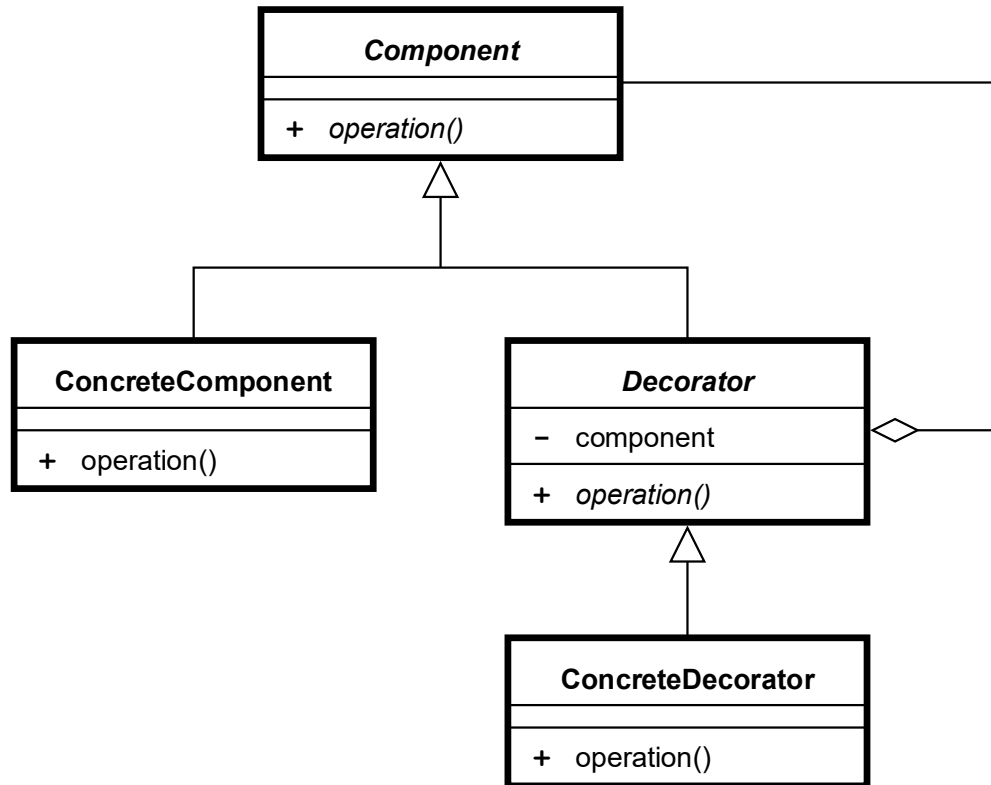 Component
+ operation()
ConcreteComponent
+ operation()
Decorator
- component
+ operation()
ConcreteDecorator
+ operation()